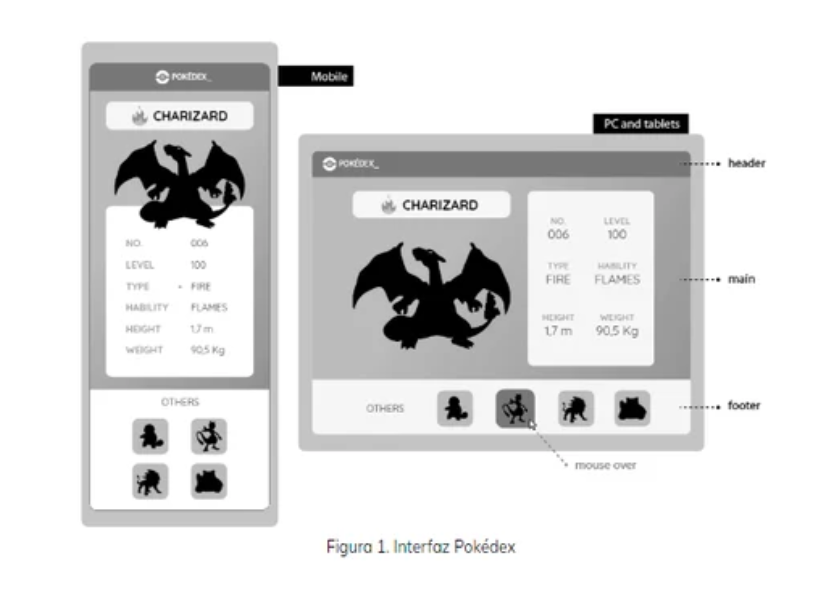 POKÉDEX_
Mobile
CHARIZARD
NO. 006
LEVEL 100
TYPE - FIRE
HABILITY FLAMES
HEIGHT 1,7 m
WEIGHT 90,5 Kg
OTHERS
PC and tablets
POKÉDEX_
header
CHARIZARD
NO. LEVEL
006 100
TYPE HABILITY
FIRE FLAMES
main
HEIGHT WEIGHT
1,7 m 90,5 Kg
OTHERS
footer
mouse over
Figura 1. Interfaz Pokédex